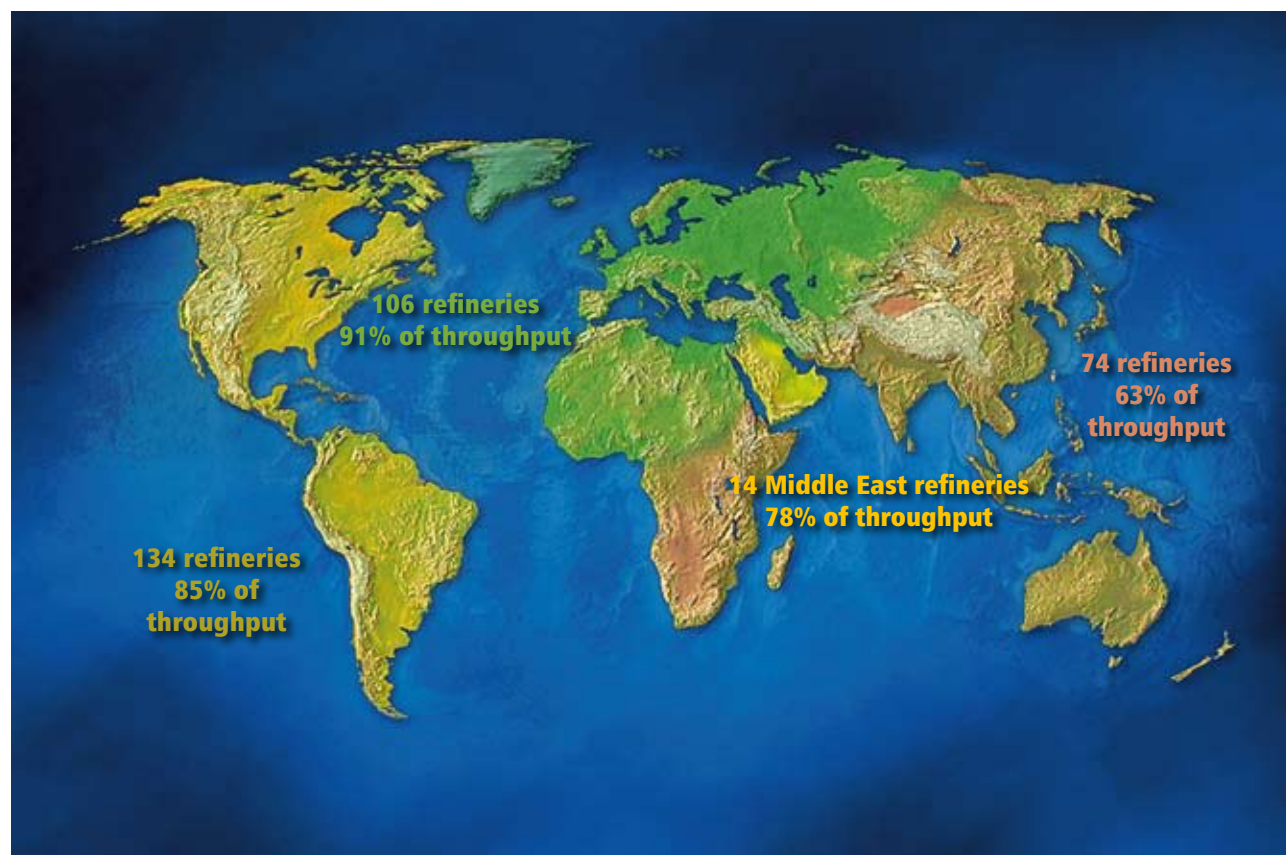 106 refineries
91% of throughput
74 refineries
63% of
throughput
14 Middle East refineries
78% of throughput
134 refineries
85% of
throughput